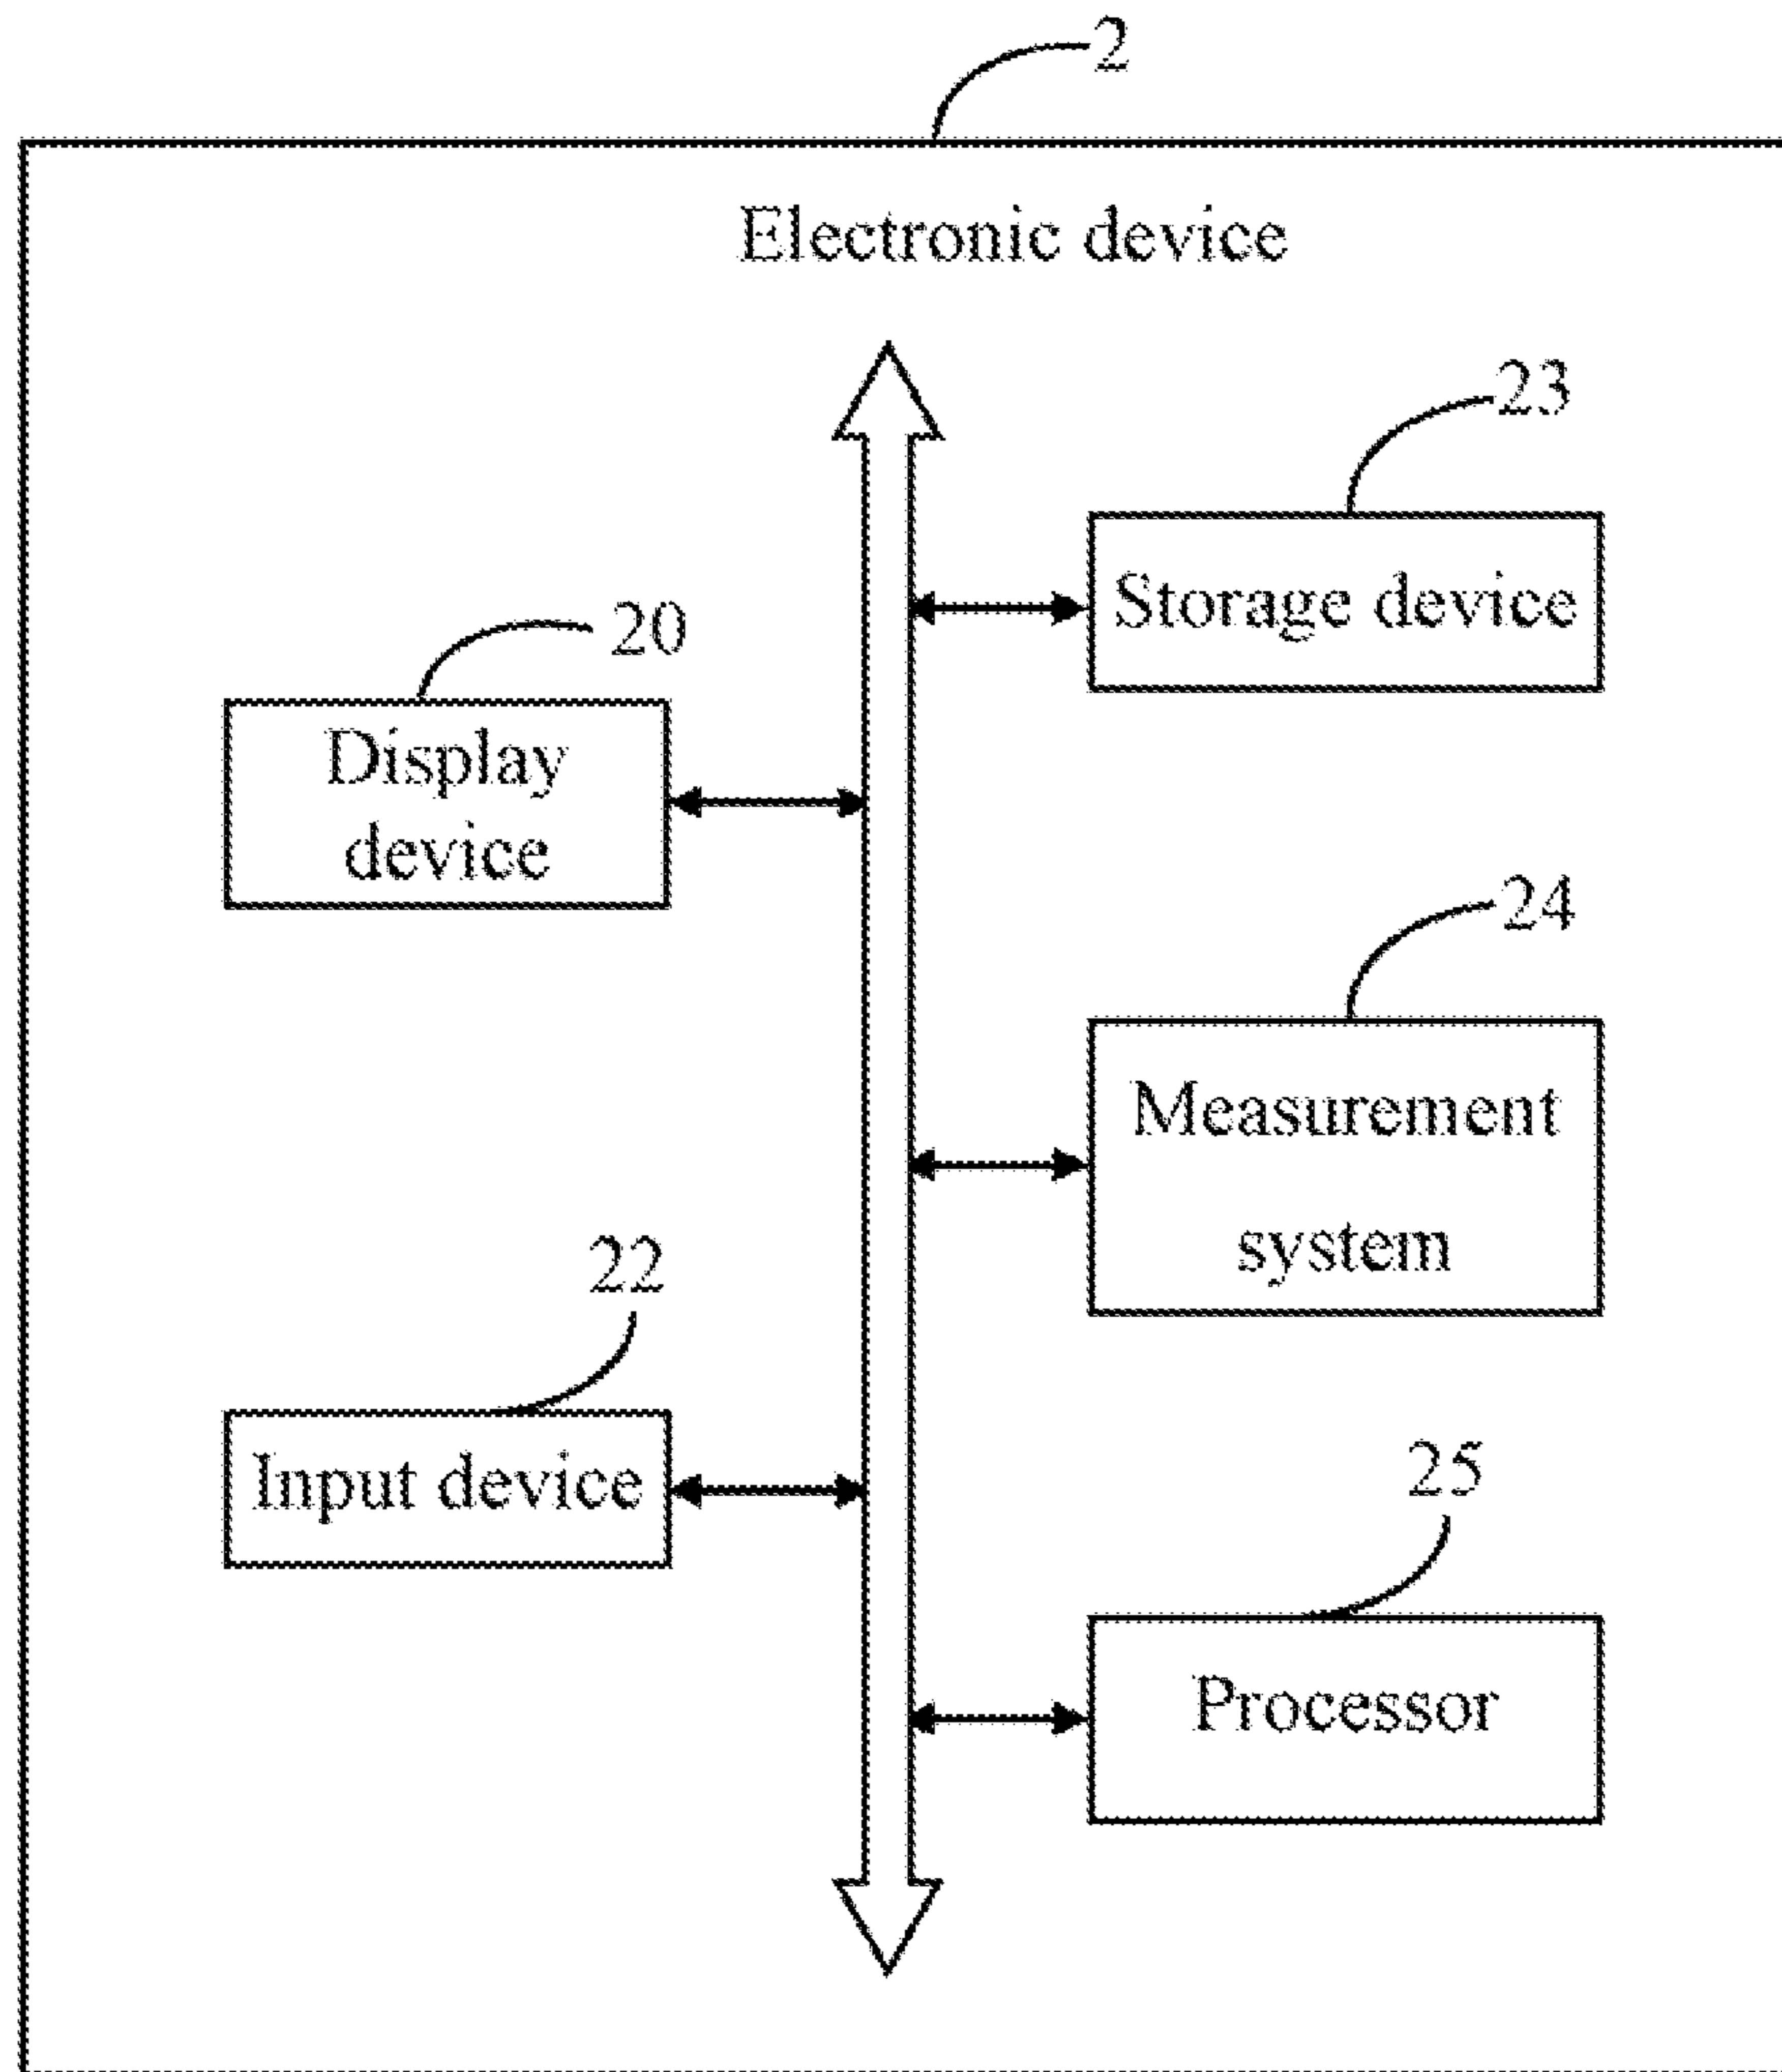 2
Electronic device
23
Storage device
20
Display
device
24
Measurement
system
22
Input device
25
Processor